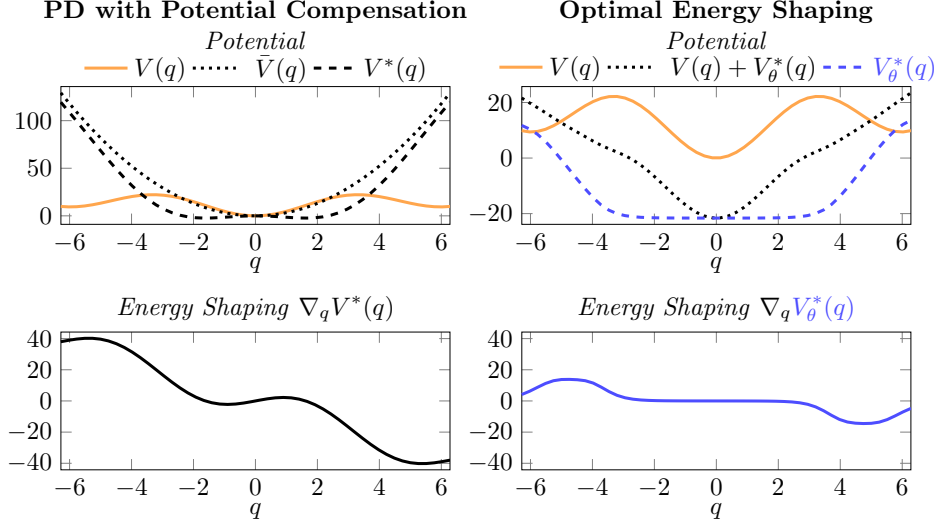 PD with Potential Compensation
Potential
V(q) V̄(q) V*(q)
100
50
0
−6 −4 −2 0 2 4 6
q
Energy Shaping ∇qV*(q)
40
20
0
−20
−40
−6 −4 −2 0 2 4 6
q
Optimal Energy Shaping
Potential
V(q) V(q) + Vθ*(q) Vθ*(q)
20
0
−20
−6 −4 −2 0 2 4 6
q
Energy Shaping ∇qVθ*(q)
40
20
0
−20
−40
−6 −4 −2 0 2 4 6
q